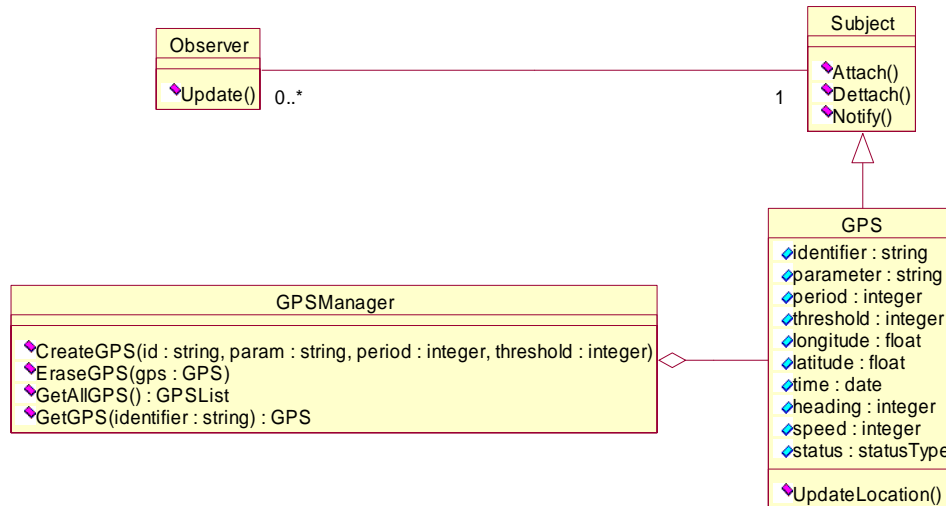 Observer
Update()
0..*
1
Subject
Attach()
Dettach()
Notify()
GPS
identifier : string
parameter : string
period : integer
threshold : integer
longitude : float
latitude : float
time : date
heading : integer
speed : integer
status : statusType
UpdateLocation()
GPSManager
CreateGPS(id : string, param : string, period : integer, threshold : integer)
EraseGPS(gps : GPS)
GetAllGPS() : GPSList
GetGPS(identifier : string) : GPS